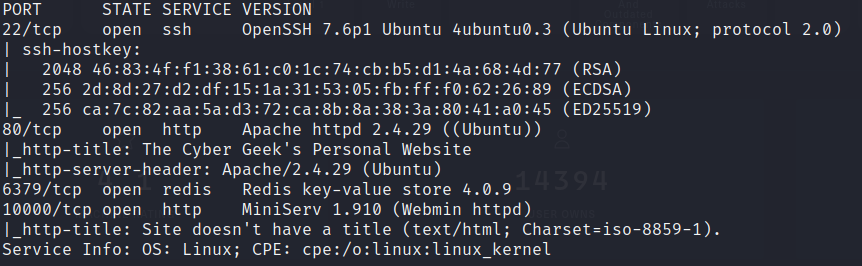 PORT STATE SERVICE VERSION
22/tcp open ssh OpenSSH 7.6p1 Ubuntu 4ubuntu0.3 (Ubuntu Linux; protocol 2.0)
| ssh-hostkey:
| 2048 46:83:4f:f1:38:61:c0:1c:74:cb:b5:d1:4a:68:4d:77 (RSA)
| 256 2d:8d:27:d2:df:15:1a:31:53:05:fb:ff:f0:62:26:89 (ECDSA)
|_ 256 ca:7c:82:aa:5a:d3:72:ca:8b:8a:38:3a:80:41:a0:45 (ED25519)
80/tcp open http Apache httpd 2.4.29 ((Ubuntu))
|_http-title: The Cyber Geek's Personal Website
|_http-server-header: Apache/2.4.29 (Ubuntu)
6379/tcp open redis Redis key-value store 4.0.9
14394
10000/tcp open http MiniServ 1.910 (Webmin httpd)
|_http-title: Site doesn't have a title (text/html; Charset=iso-8859-1).
Service Info: OS: Linux; CPE: cpe:/o:linux:linux_kernel